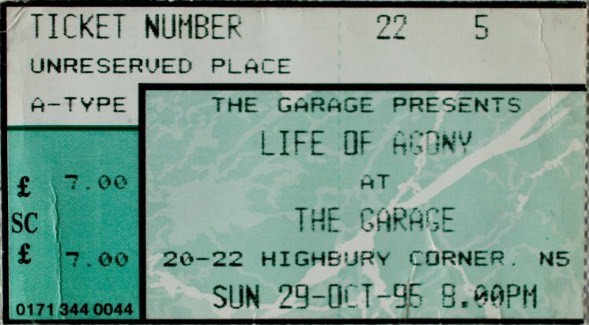 TICKET NUMBER 22 5
UNRESERVED PLACE
A-TYPE
THE GARAGE PRESENTS
LIFE OF AGONY
AT
THE GARAGE
20-22 HIGHBURY CORNER. N5
SUN 29-OCT-95 8.00PM
£ 7.00
SC
£ 7.00
0171 344 0044